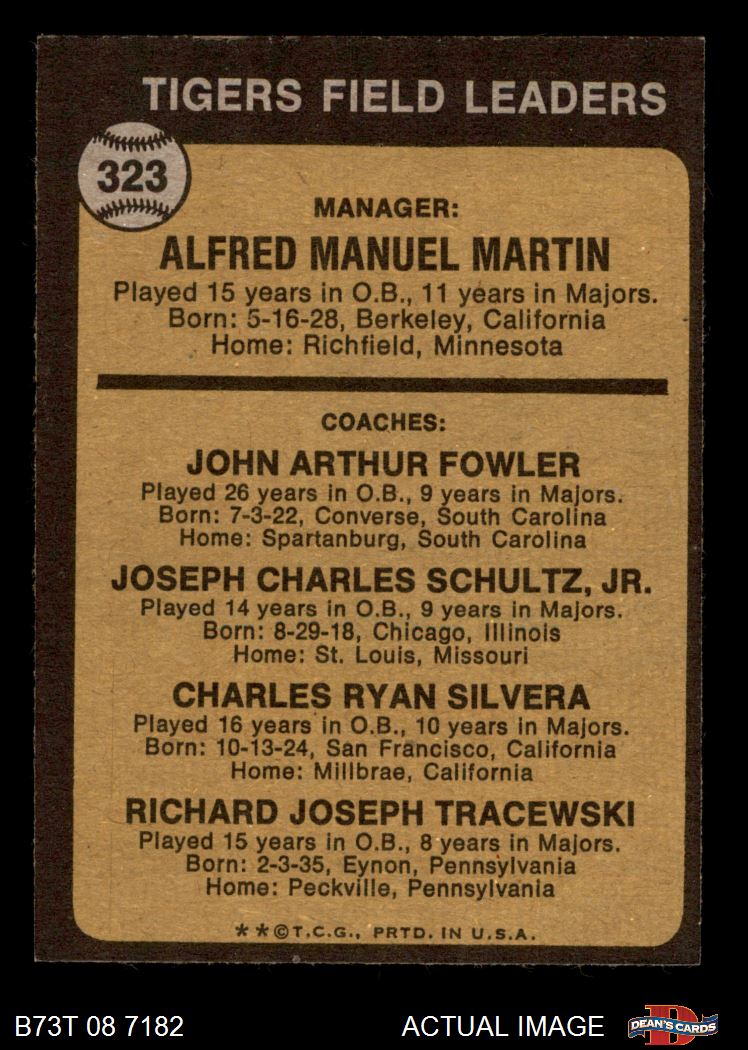 TIGERS FIELD LEADERS
323
MANAGER:
ALFRED MANUEL MARTIN
Played 15 years in O.B., 11 years in Majors.
Born: 5-16-28, Berkeley, California
Home: Richfield, Minnesota
COACHES:
JOHN ARTHUR FOWLER
Played 26 years in O.B., 9 years in Majors.
Born: 7-3-22, Converse, South Carolina
Home: Spartanburg, South Carolina
JOSEPH CHARLES SCHULTZ, JR.
Played 14 years in O.B., 9 years in Majors.
Born: 8-29-18, Chicago, Illinois
Home: St. Louis, Missouri
CHARLES RYAN SILVERA
Played 16 years in O.B., 10 years in Majors.
Born: 10-13-24, San Francisco, California
Home: Millbrae, California
RICHARD JOSEPH TRACEWSKI
Played 15 years in O.B., 8 years in Majors.
Born: 2-3-35, Eynon, Pennsylvania
Home: Peckville, Pennsylvania
**©T.C.G., PRTD. IN U.S.A.
B73T 08 7182 ACTUAL IMAGE
D
DEAN'S CARDS